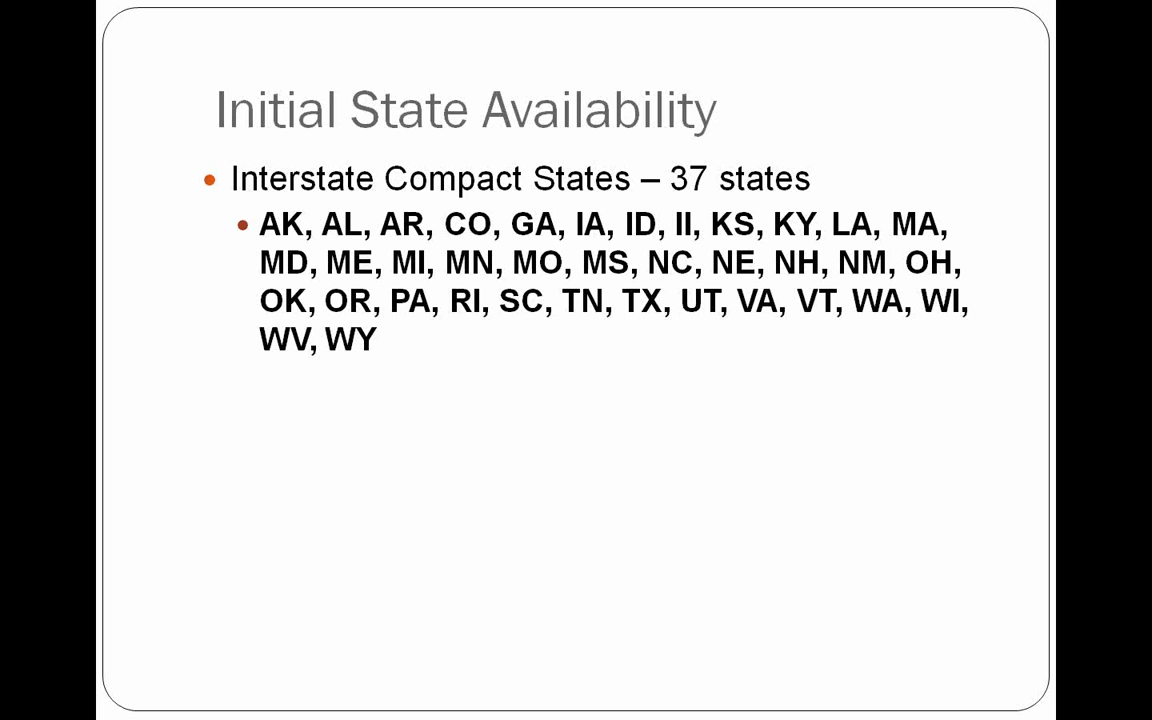 Initial State Availability
Interstate Compact States – 37 states
AK, AL, AR, CO, GA, IA, ID, II, KS, KY, LA, MA,
MD, ME, MI, MN, MO, MS, NC, NE, NH, NM, OH,
OK, OR, PA, RI, SC, TN, TX, UT, VA, VT, WA, WI,
WV, WY